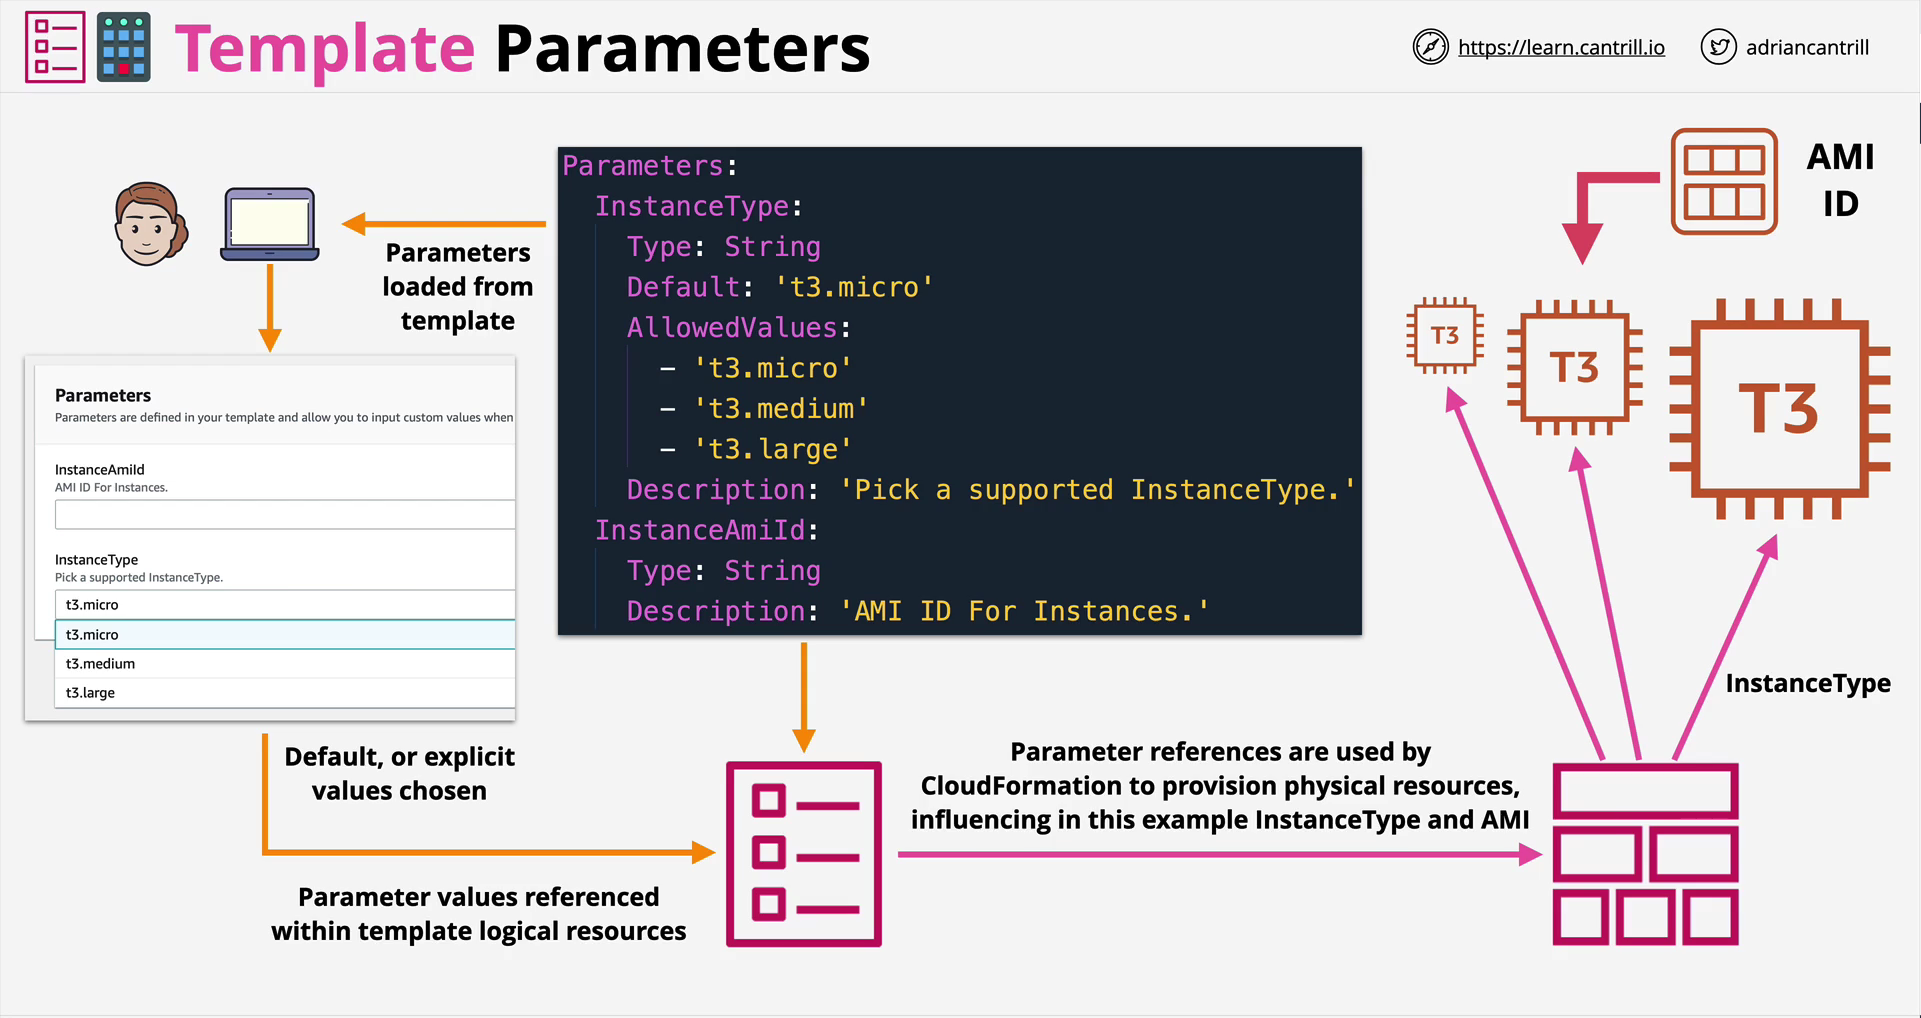 Template Parameters
https://learn.cantrill.io
adriancantrill
Parameters
loaded from
template
Parameters:
InstanceType:
Type: String
Default: 't3.micro'
AllowedValues:
- 't3.micro'
- 't3.medium'
- 't3.large'
Description: 'Pick a supported InstanceType.'
InstanceAmiId:
Type: String
Description: 'AMI ID For Instances.'
AMI
ID
T3
T3
T3
Parameters
Parameters are defined in your template and allow you to input custom values when
InstanceAmiId
AMI ID For Instances.
InstanceType
Pick a supported InstanceType.
t3.micro
t3.micro
t3.medium
t3.large
InstanceType
Default, or explicit
values chosen
Parameter values referenced
within template logical resources
Parameter references are used by
CloudFormation to provision physical resources,
influencing in this example InstanceType and AMI